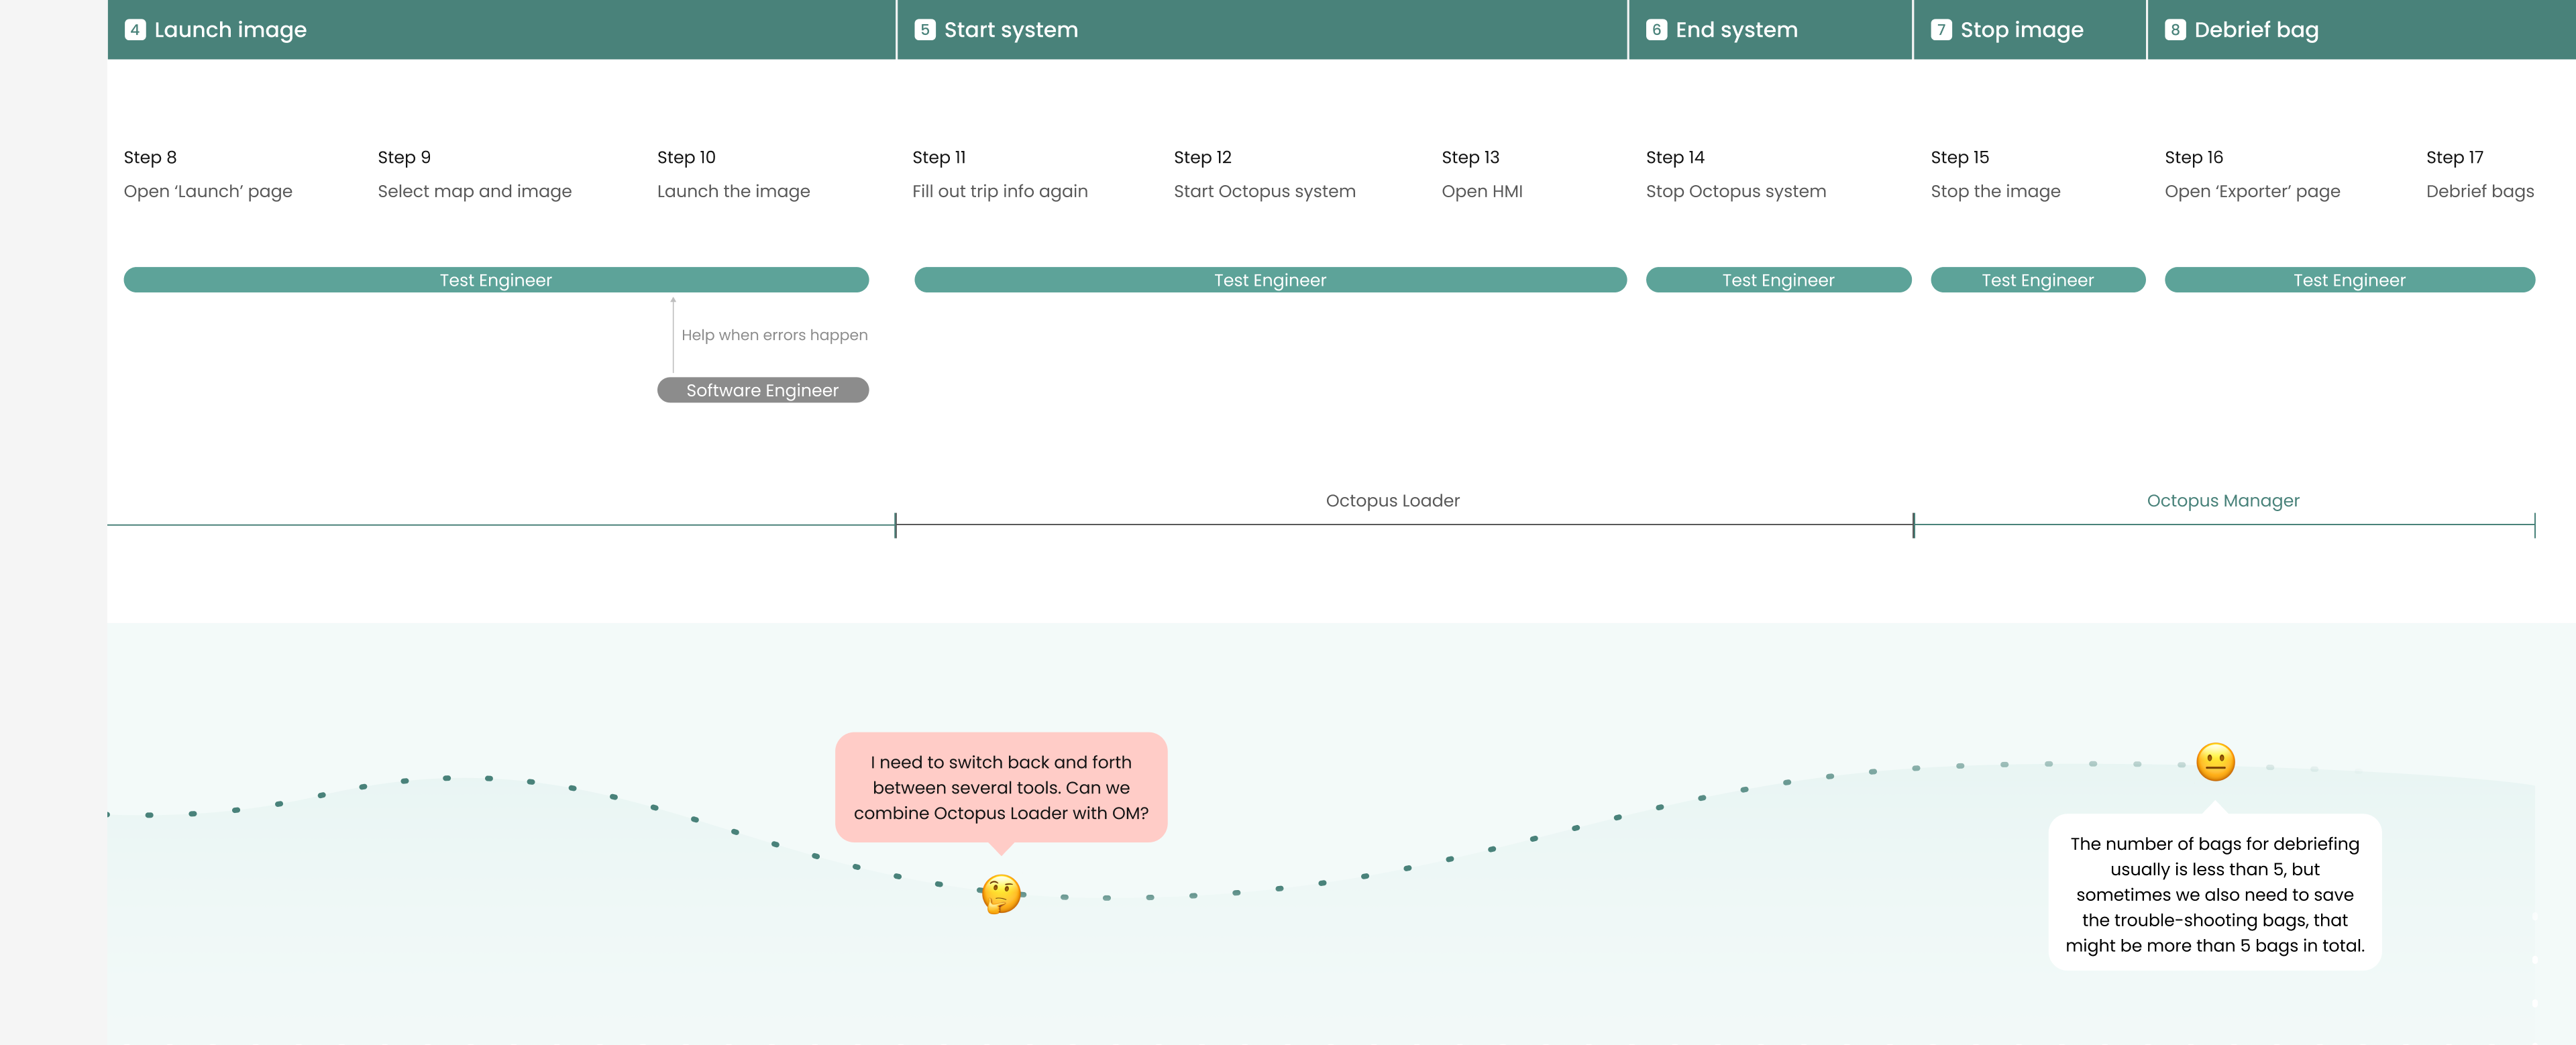 4 Launch image
5 Start system
6 End system
7 Stop image
8 Debrief bag
Step 8
Step 9
Step 10
Step 11
Step 12
Step 13
Step 14
Step 15
Step 16
Step 17
Open ‘Launch’ page
Select map and image
Launch the image
Fill out trip info again
Start Octopus system
Open HMI
Stop Octopus system
Stop the image
Open ‘Exporter’ page
Debrief bags
Test Engineer
Test Engineer
Test Engineer
Test Engineer
Test Engineer
Help when errors happen
Software Engineer
Octopus Loader
Octopus Manager
I need to switch back and forth
between several tools. Can we
combine Octopus Loader with OM?
The number of bags for debriefing
usually is less than 5, but
sometimes we also need to save
the trouble-shooting bags, that
might be more than 5 bags in total.